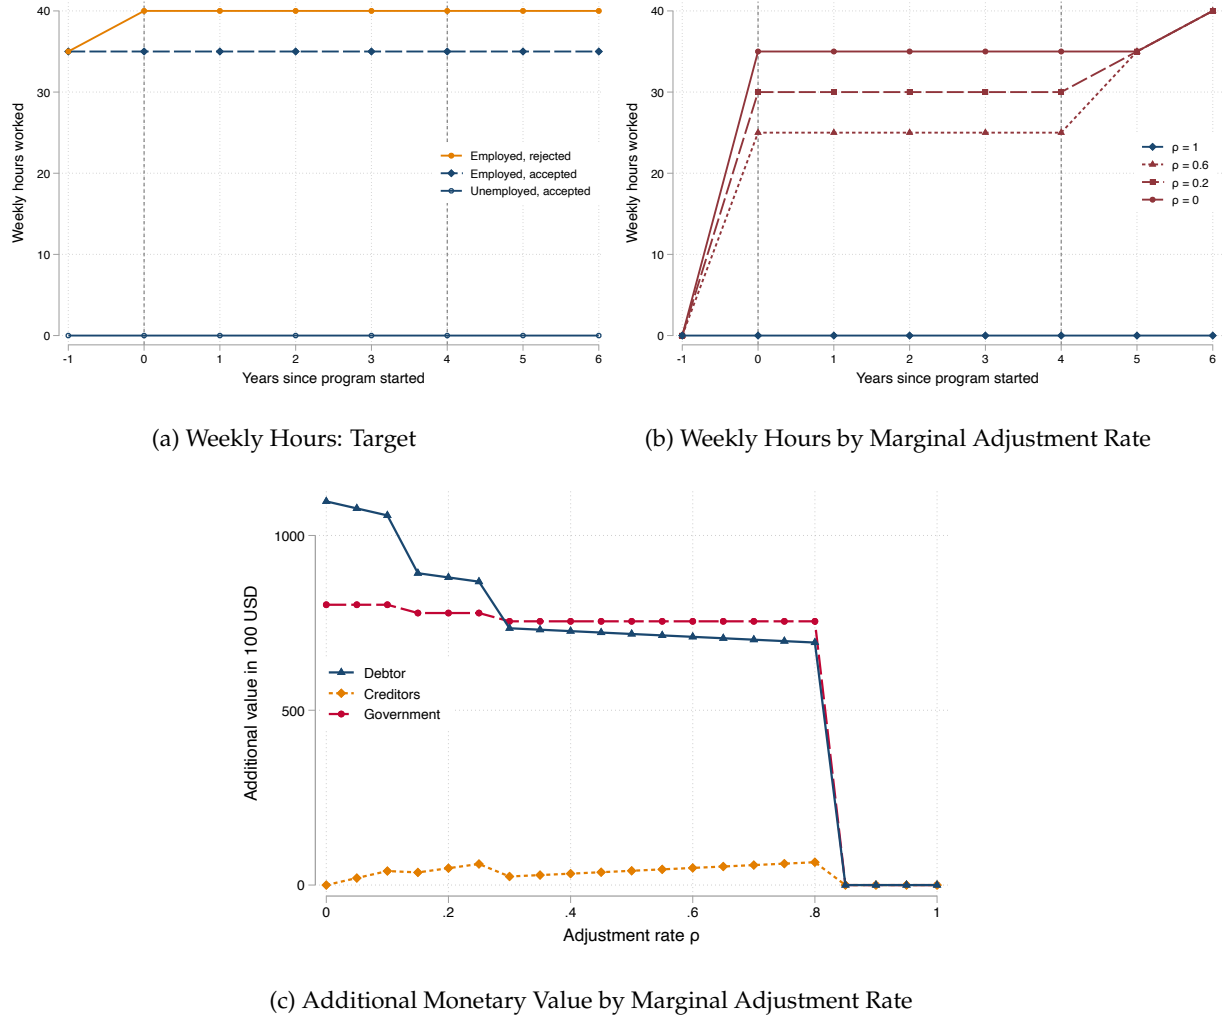 40
30
20
10
0
Weekly hours worked
Employed, rejected
Employed, accepted
Unemployed, accepted
-1 0 1 2 3 4 5 6
Years since program started
(a) Weekly Hours: Target
40
30
20
10
0
Weekly hours worked
ρ = 1
ρ = 0.6
ρ = 0.2
ρ = 0
-1 0 1 2 3 4 5 6
Years since program started
(b) Weekly Hours by Marginal Adjustment Rate
1000
500
0
Additional value in 100 USD
Debtor
Creditors
Government
0 .2 .4 .6 .8 1
Adjustment rate ρ
(c) Additional Monetary Value by Marginal Adjustment Rate